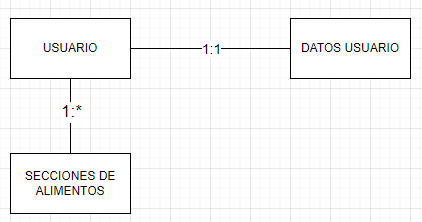 USUARIO
1:1
DATOS USUARIO
1:*
SECCIONES DE
ALIMENTOS